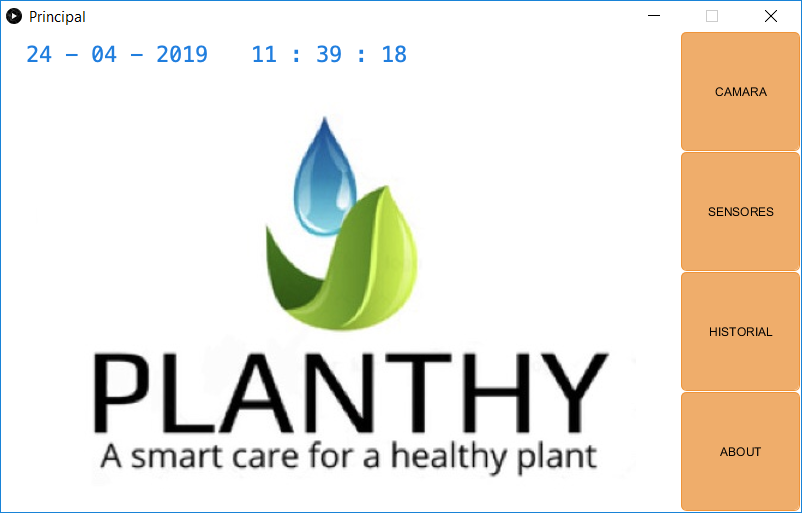 Principal
24 - 04 - 2019 11 : 39 : 18
CAMARA
SENSORES
HISTORIAL
ABOUT
PLANTHY
A smart care for a healthy plant